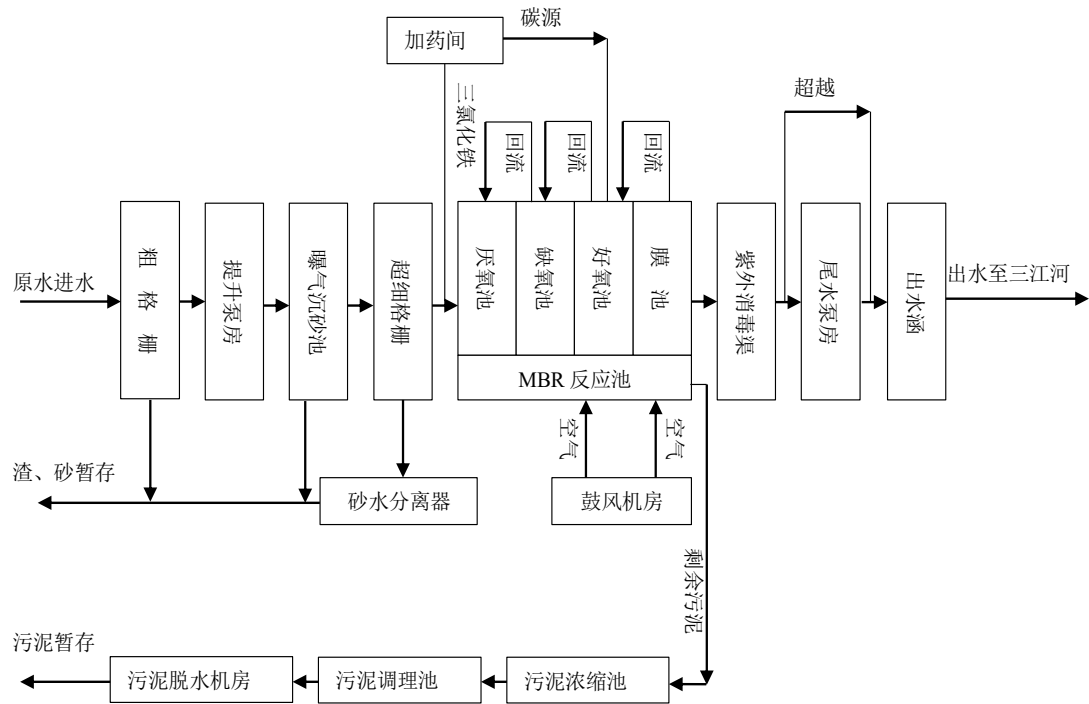 碳源
加药间
超越
三氯化铁
回流
回流
回流
原水进水
粗格栅
提升泵房
曝气沉砂池
超细格栅
厌氧池
缺氧池
好氧池
膜池
紫外消毒渠
尾水泵房
出水涵
出水至三江河
MBR 反应池
空气
空气
渣、砂暂存
砂水分离器
鼓风机房
剩余污泥
污泥暂存
污泥脱水机房
污泥调理池
污泥浓缩池